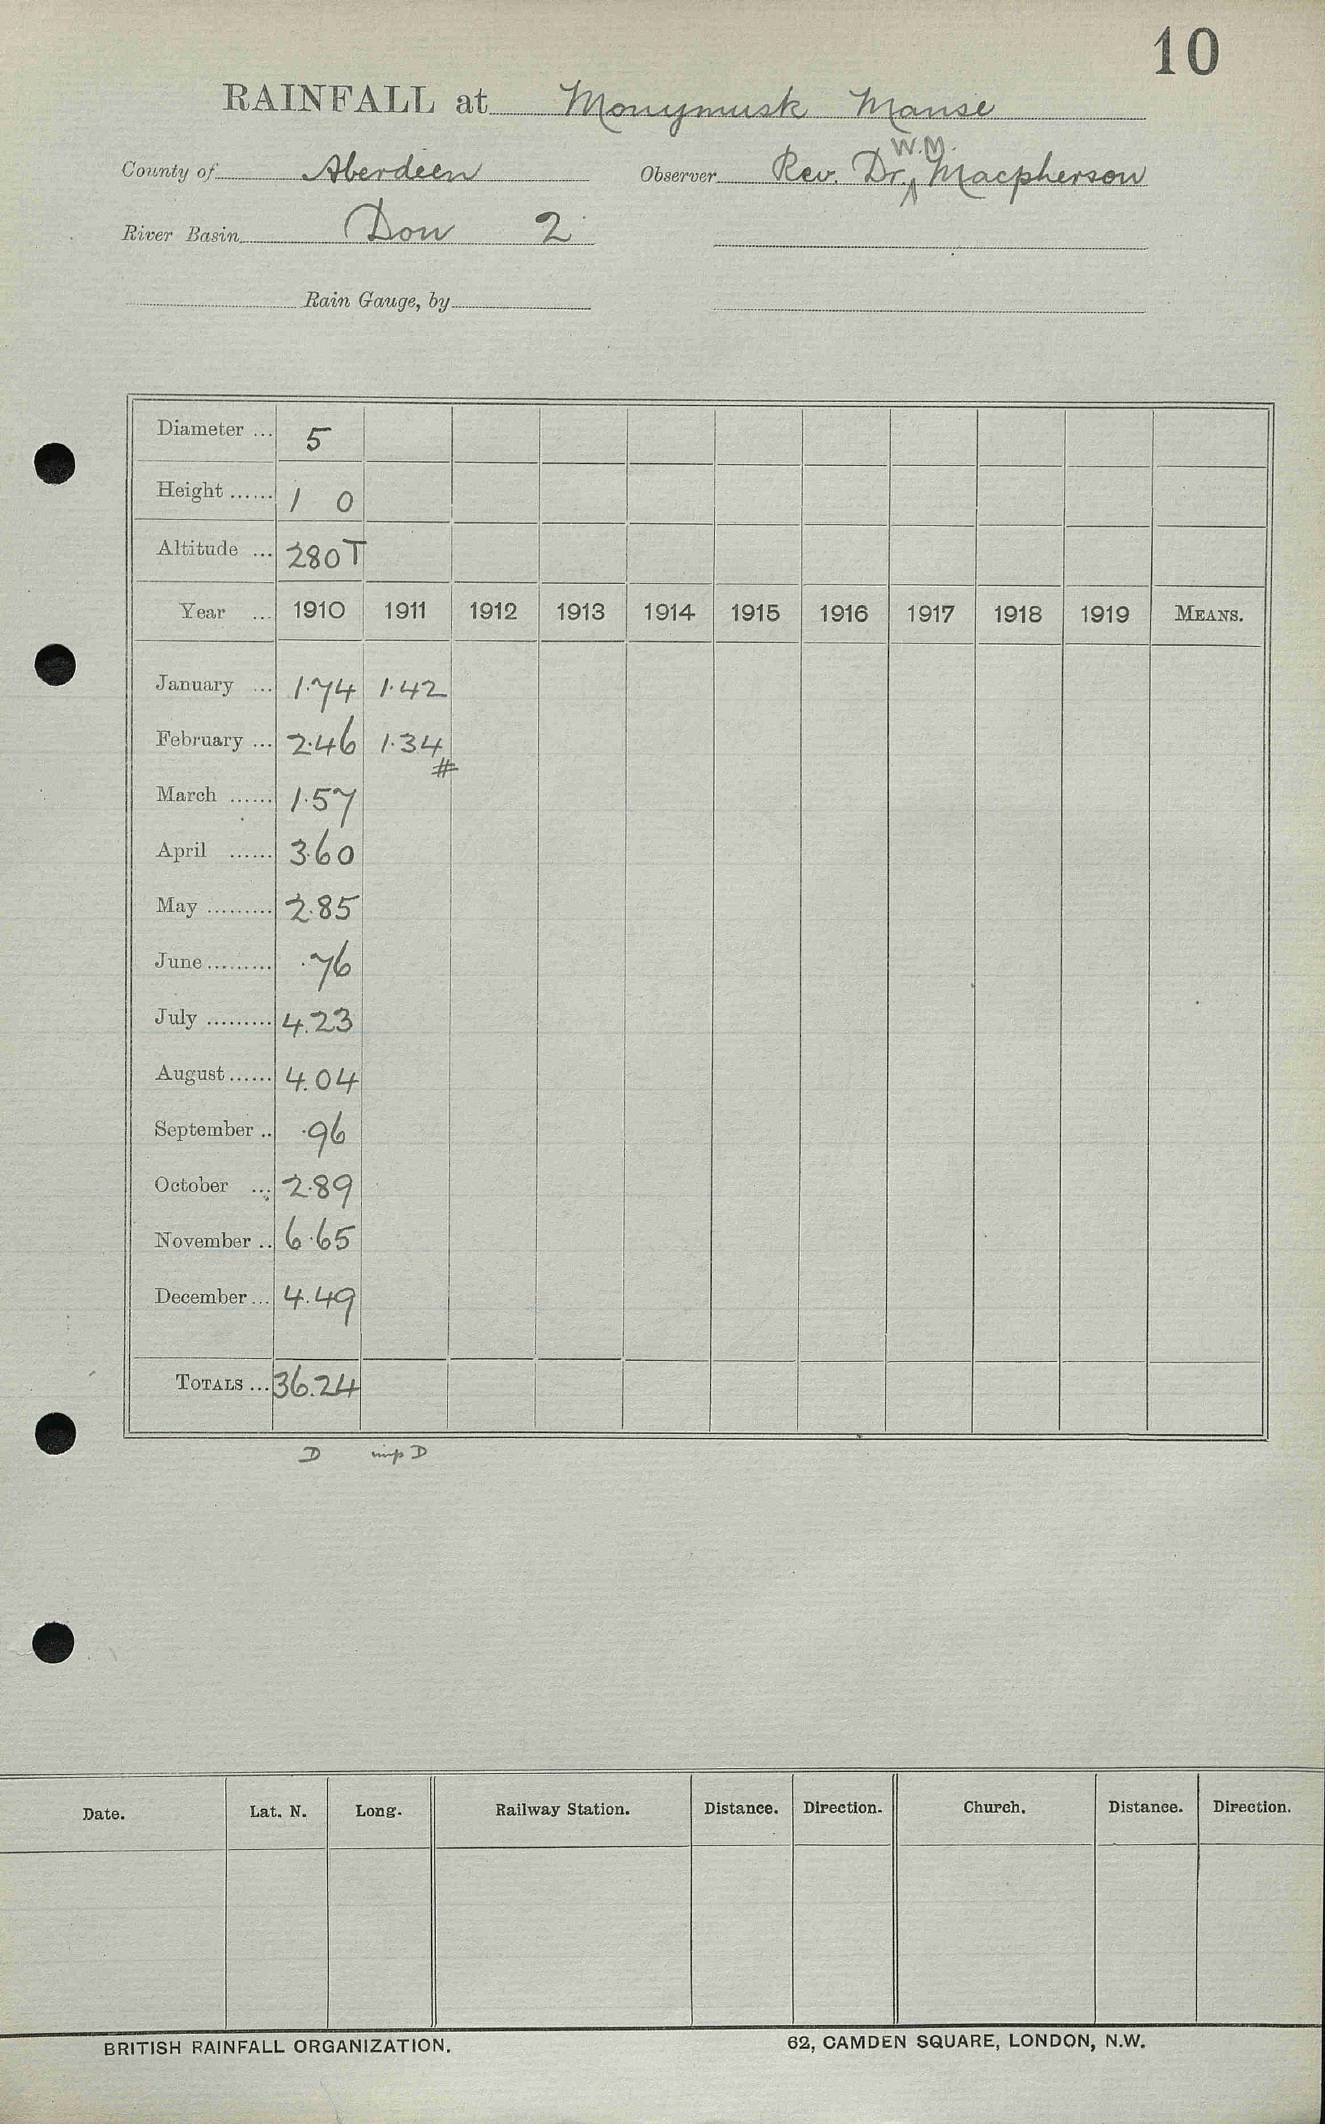 10
RAINFALL at Monymusk Manse
W.M.
County of Aberdeen Observer Rev. Dr. ^ Macpherson
River Basin Don 2
Rain Gauge, by
Diameter ... 5
Height ...... 1 0
Altitude ... 280T
Year ... 1910 1911 1912 1913 1914 1915 1916 1917 1918 1919 MEANS.
January ... 1.74 1.42
February ... 2.46 1.34
#
March ...... 1.57
April ...... 3.60
May ......... 2.85
June ......... .76
July ......... 4.23
August ...... 4.04
September .. .96
October ... 2.89
November .. 6.65
December ... 4.49
TOTALS ... 36.24
D imp D
Date. Lat. N. Long. Railway Station. Distance. Direction. Church. Distance. Direction.
BRITISH RAINFALL ORGANIZATION. 62, CAMDEN SQUARE, LONDON, N.W.